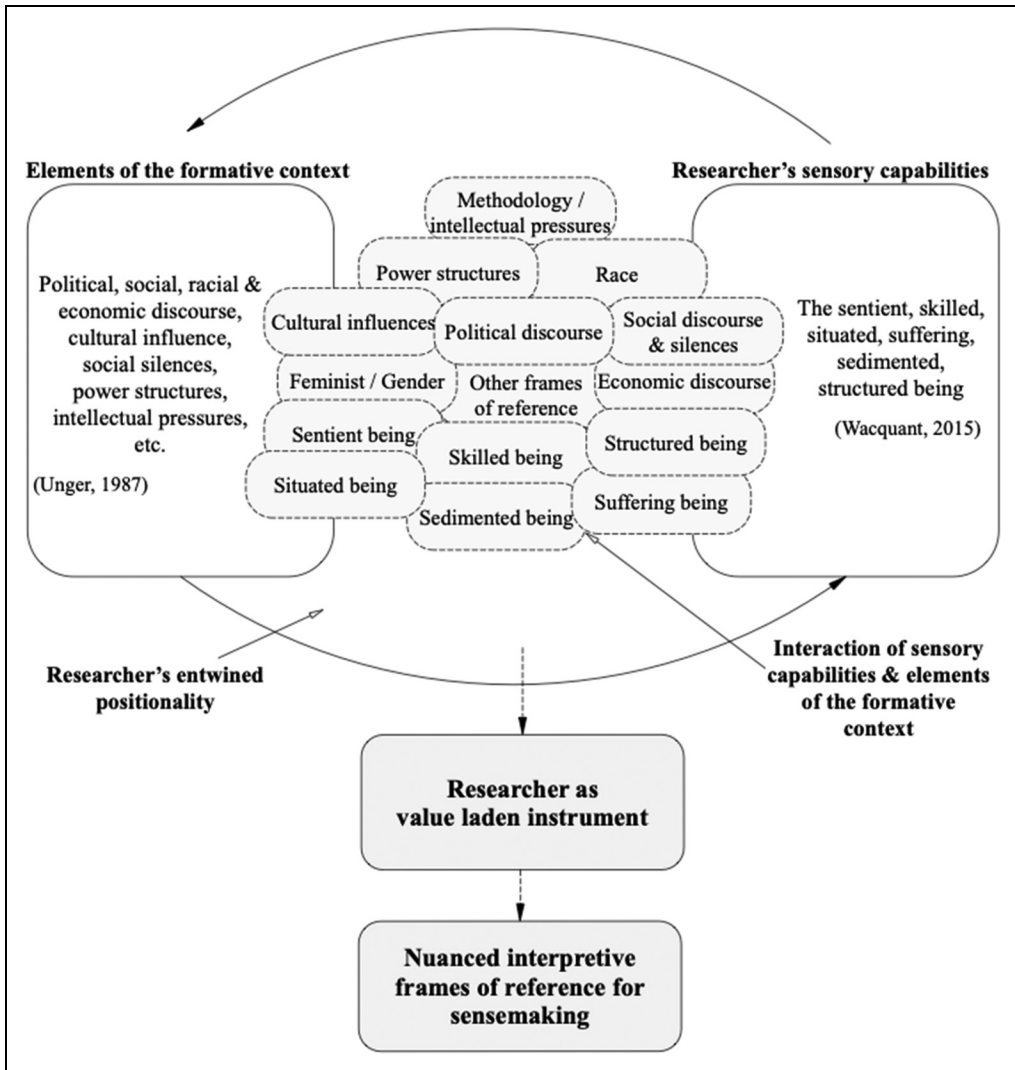 Elements of the formative context
Researcher's sensory capabilities
Political, social, racial &
economic discourse,
cultural influence,
social silences,
power structures,
intellectual pressures,
etc.
(Unger, 1987)
Methodology /
intellectual pressures
Power structures
Race
Cultural influences
Political discourse
Social discourse
& silences
Feminist / Gender
Other frames
of reference
Economic discourse
Sentient being
Skilled being
Structured being
Situated being
Sedimented being
Suffering being
The sentient, skilled,
situated, suffering,
sedimented,
structured being
(Wacquant, 2015)
Researcher's entwined
positionality
Interaction of sensory
capabilities & elements
of the formative
context
Researcher as
value laden instrument
Nuanced interpretive
frames of reference for
sensemaking